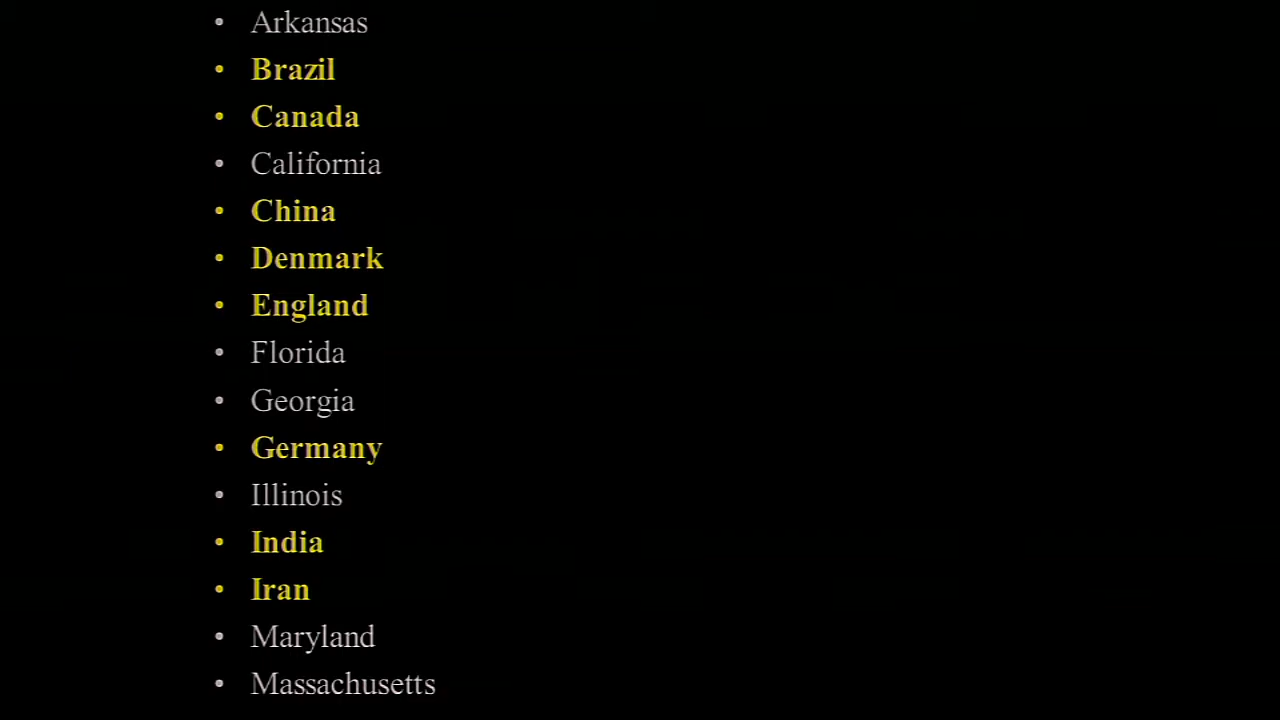 • Arkansas
• Brazil
• Canada
• California
• China
• Denmark
• England
• Florida
• Georgia
• Germany
• Illinois
• India
• Iran
• Maryland
• Massachusetts